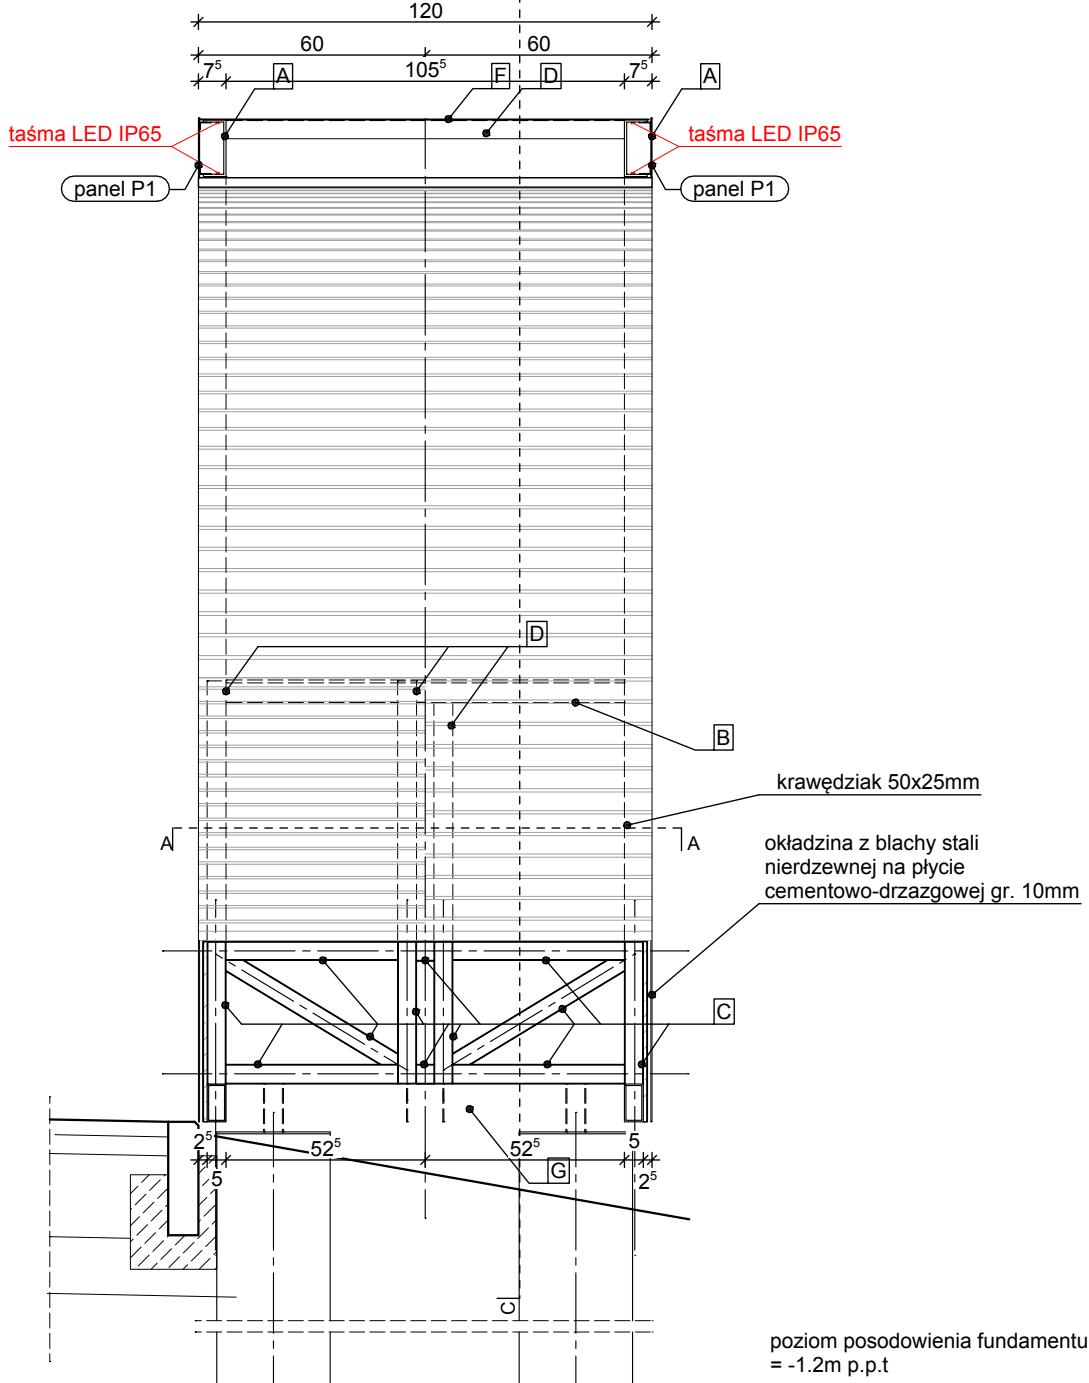 120
60 60
7⁵ A 105⁵ F D 7⁵ A
taśma LED IP65 taśma LED IP65
panel P1 panel P1
D
B
krawędziak 50x25mm
A A
okładzina z blachy stali
nierdzewnej na płycie
cementowo-drzazgowej gr. 10mm
C
2⁵ 52⁵ 52⁵ 5
5 G 2⁵
C
poziom posodowienia fundamentu
= -1.2m p.p.t